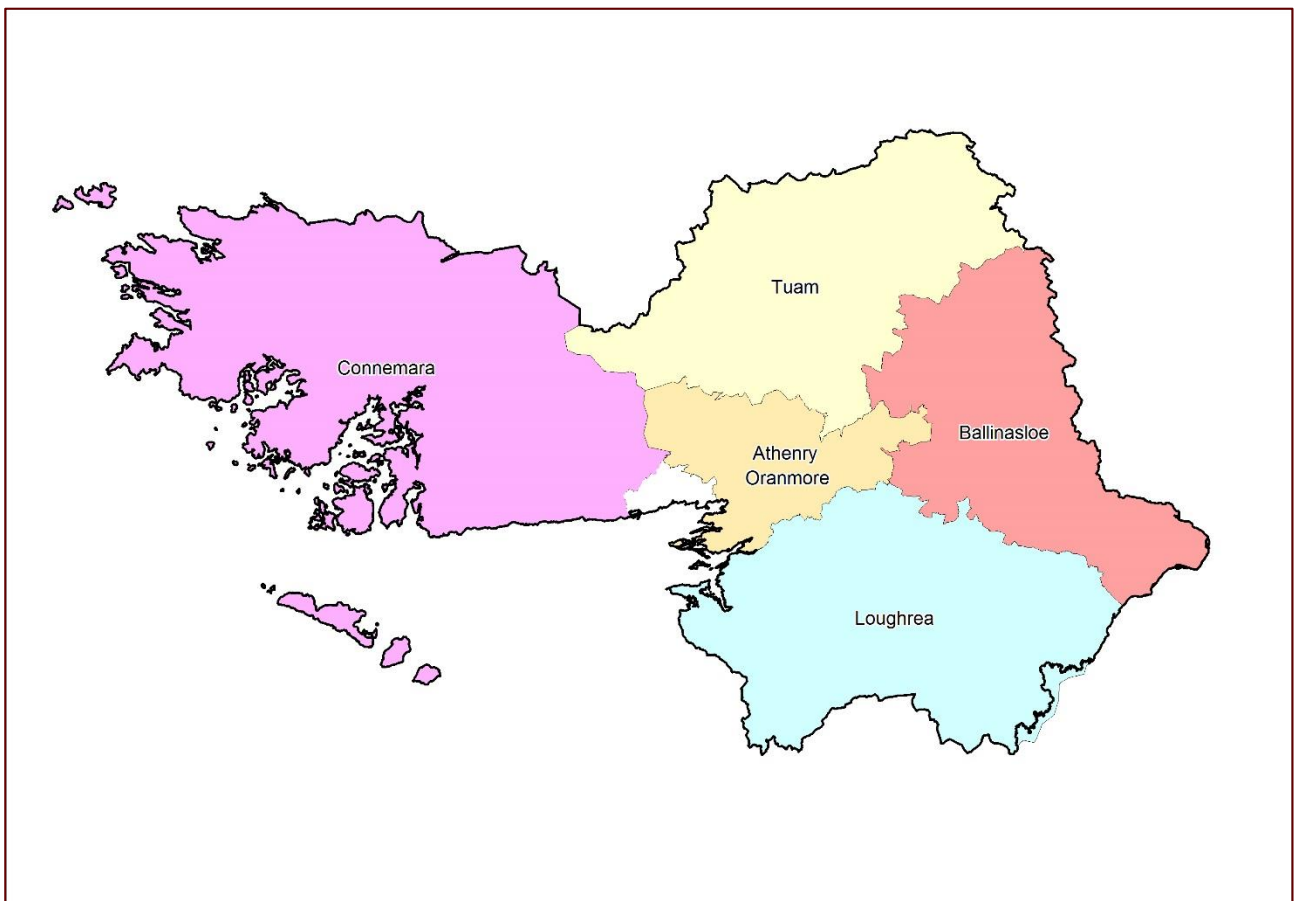 Tuam
Connemara
Ballinasloe
Athenry
Oranmore
Loughrea